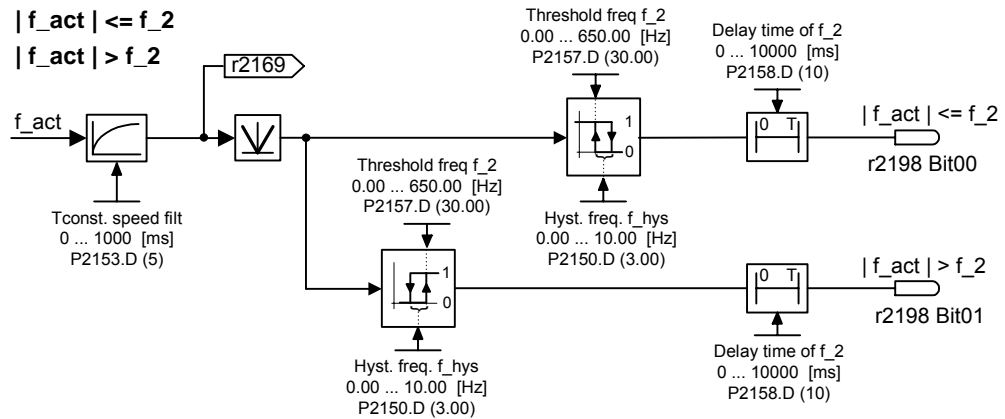 | f_act | <= f_2
| f_act | > f_2
r2169
f_act
Tconst. speed filt
0 ... 1000 [ms]
P2153.D (5)
Threshold freq f_2
0.00 ... 650.00 [Hz]
P2157.D (30.00)
1
0
Hyst. freq. f_hys
0.00 ... 10.00 [Hz]
P2150.D (3.00)
Delay time of f_2
0 ... 10000 [ms]
P2158.D (10)
0 T
| f_act | <= f_2
r2198 Bit00
Threshold freq f_2
0.00 ... 650.00 [Hz]
P2157.D (30.00)
1
0
Hyst. freq. f_hys
0.00 ... 10.00 [Hz]
P2150.D (3.00)
0 T
Delay time of f_2
0 ... 10000 [ms]
P2158.D (10)
| f_act | > f_2
r2198 Bit01